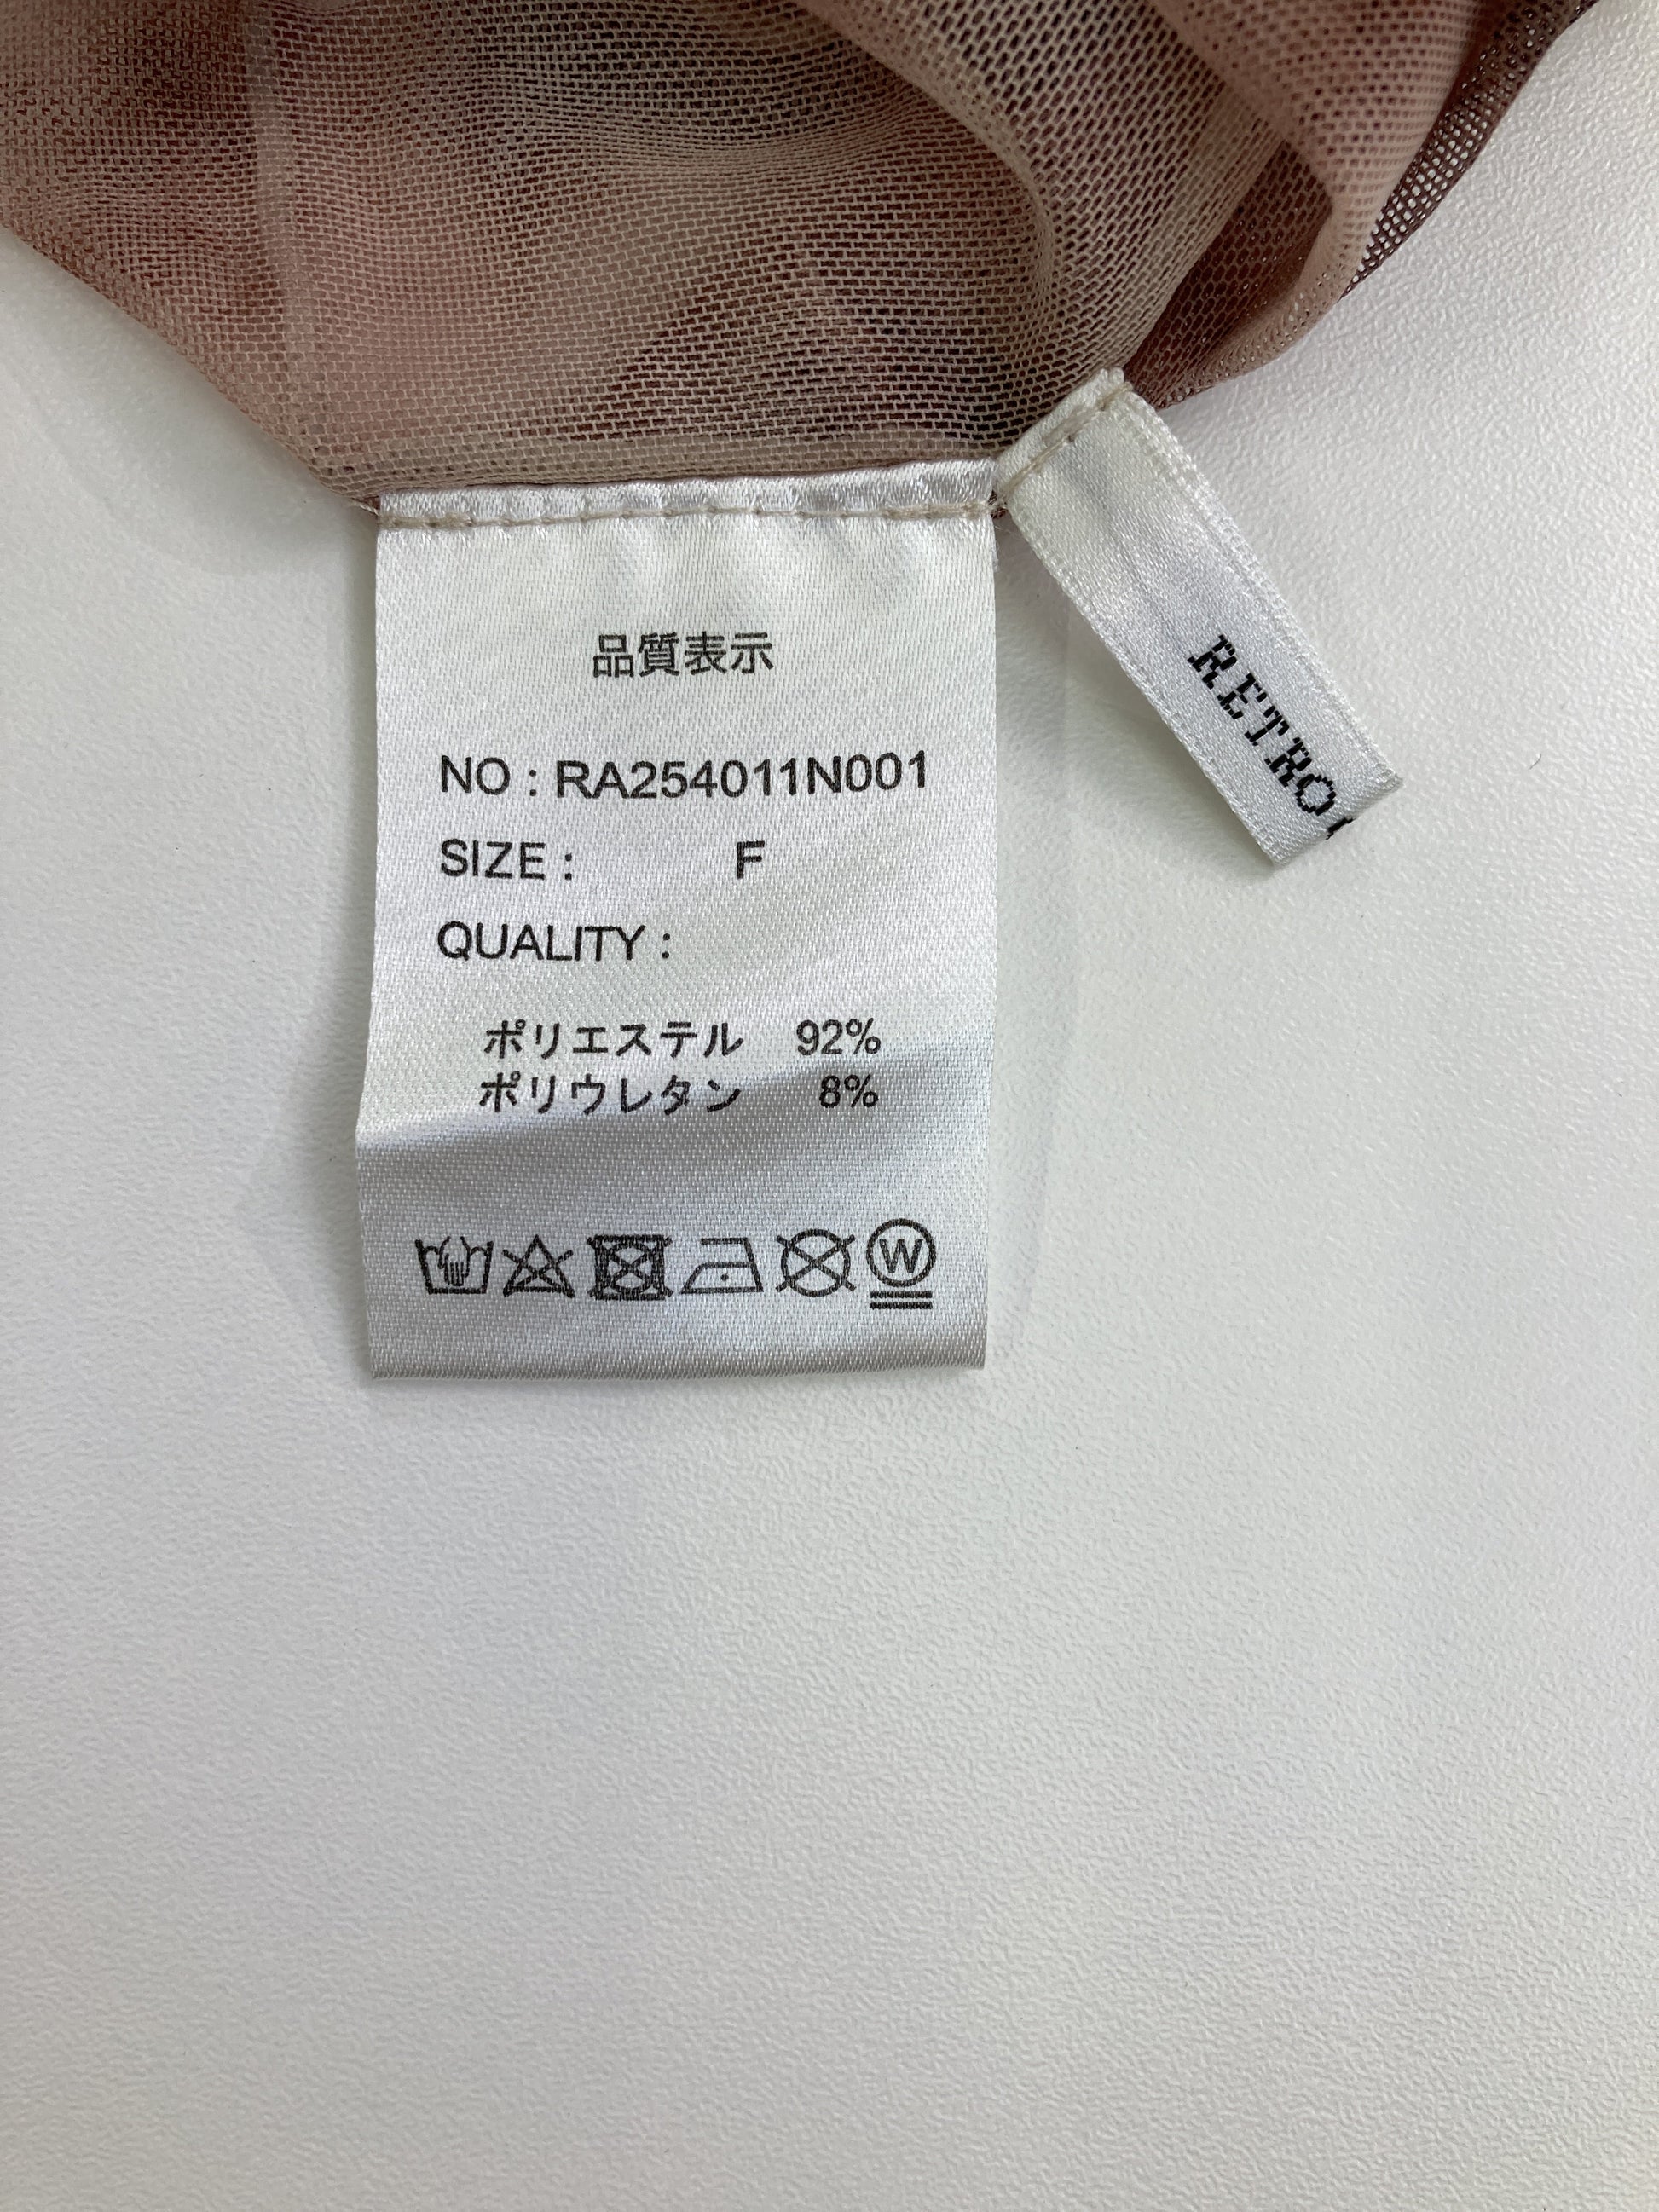 品質表示
NO : RA254011N001
SIZE : F
QUALITY :
ポリエステル 92%
ポリウレタン 8%
W
RETRO